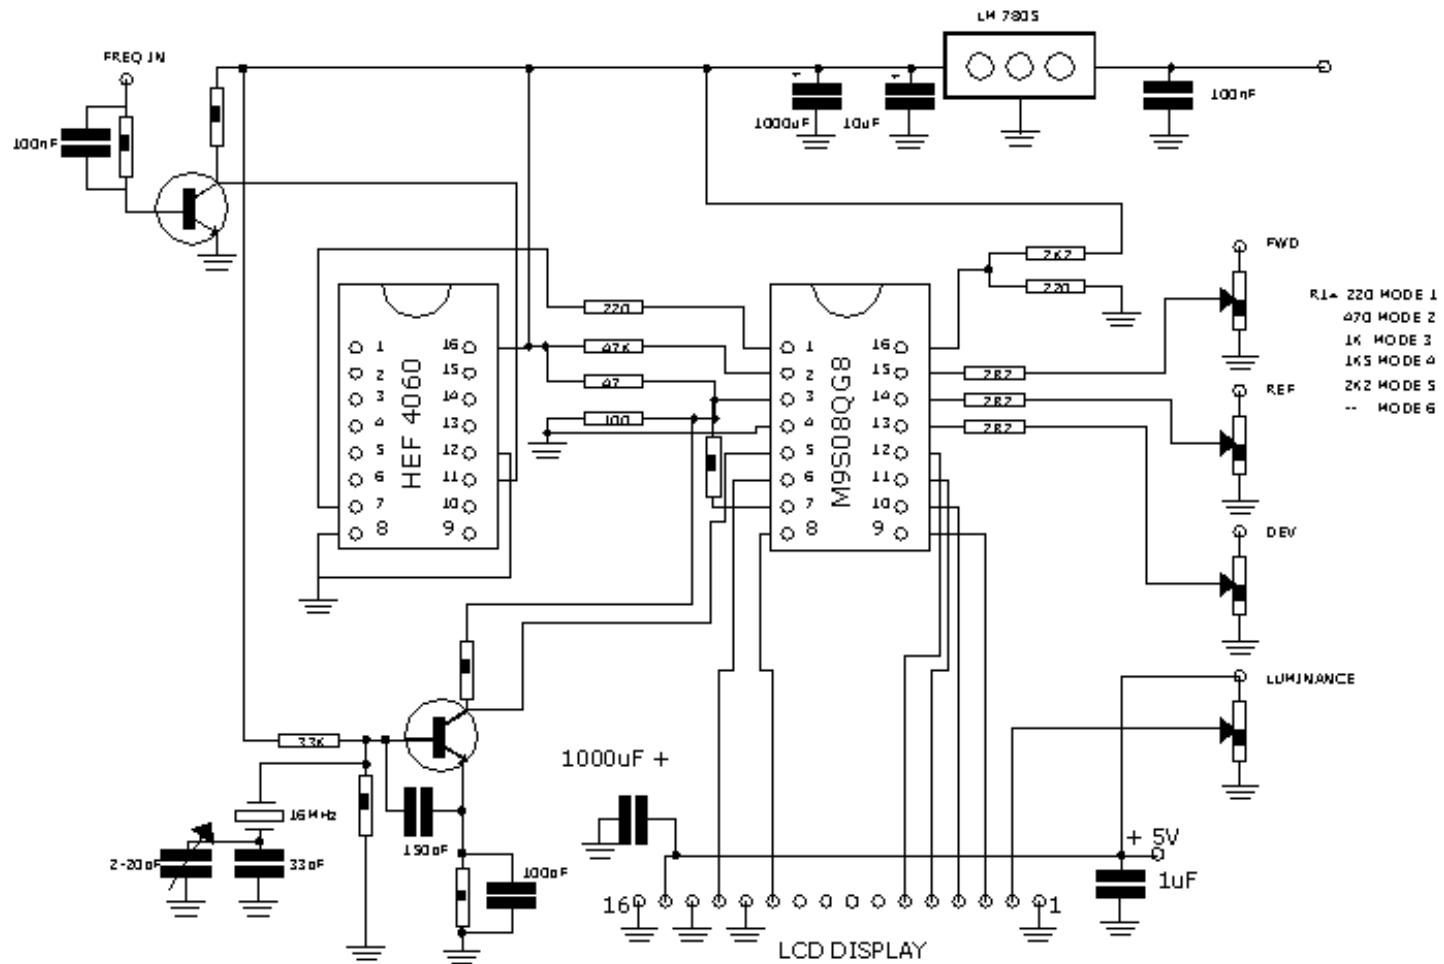 LM 7805
FREQ IN
100nF
1000uF
10uF
100nF
2K2
220
FWD
R1= 220 MODE 1
470 MODE 2
1K MODE 3
1K5 MODE 4
2K2 MODE 5
-- MODE 6
REF
DEV
LUMINANCE
220
47K
47
100
HEF 4060
1 16
2 15
3 14
4 13
5 12
6 11
7 10
8 9
M9S08QG8
1 16
2 15
3 14
4 13
5 12
6 11
7 10
8 9
2K2
2K2
2K2
33K
16MHz
2-20pF
33pF
150pF
100pF
1000uF +
+ 5V
1uF
16 1
LCD DISPLAY